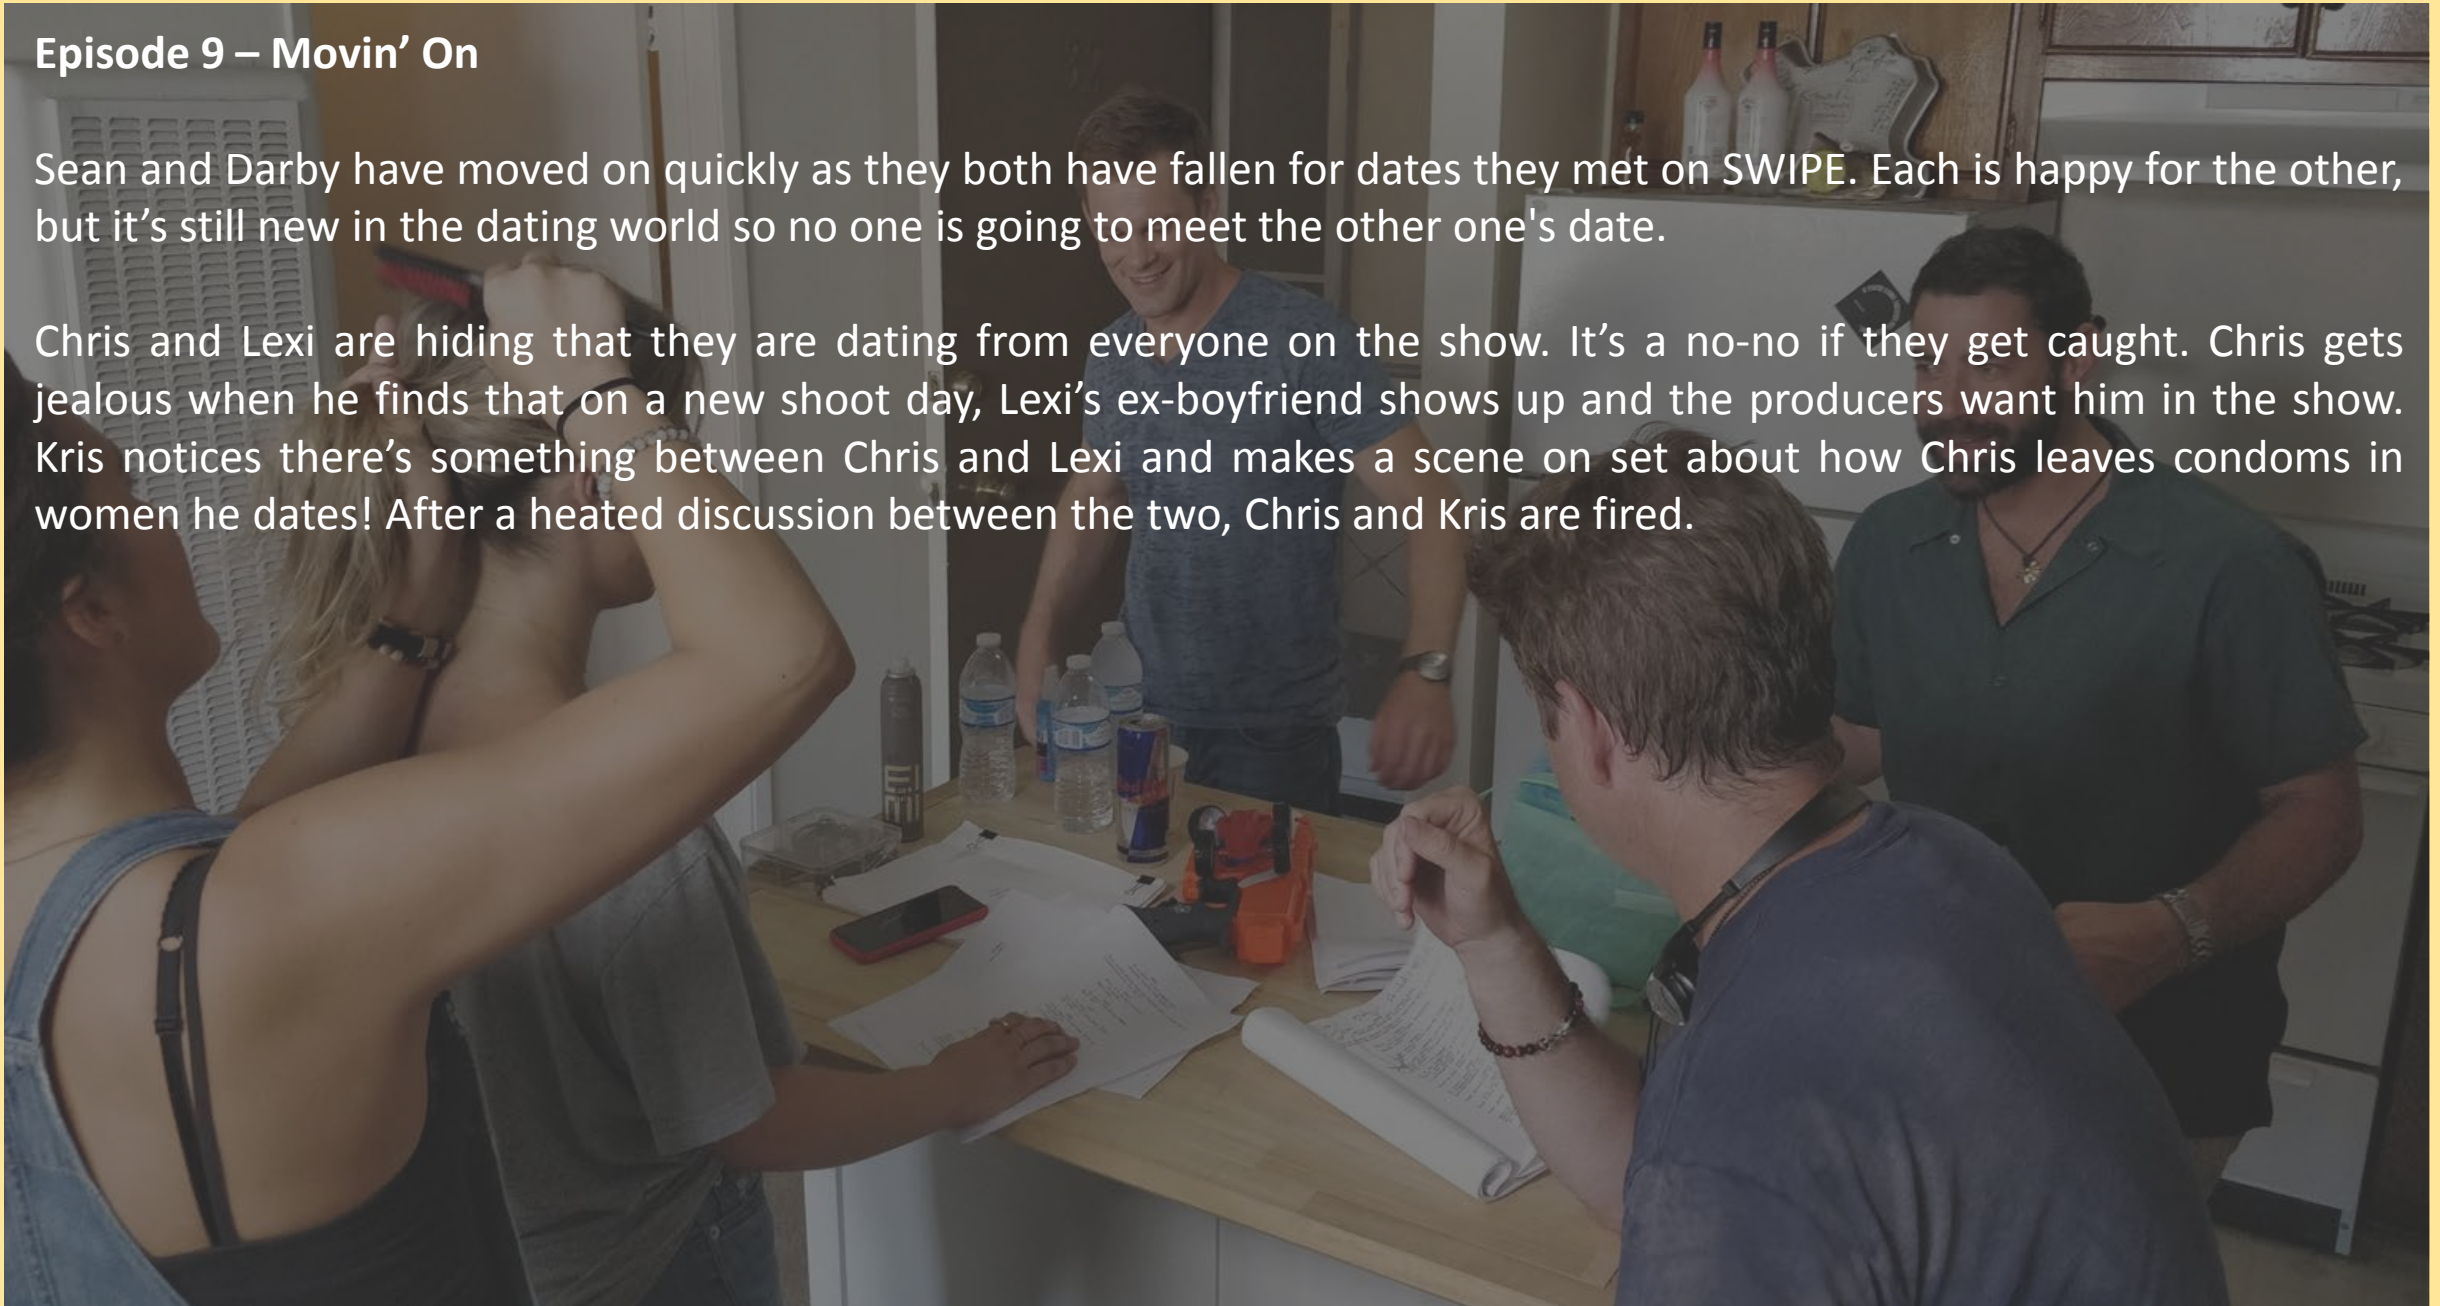 Episode 9 – Movin’ On
Sean and Darby have moved on quickly as they both have fallen for dates they met on SWIPE. Each is happy for the other,
but it’s still new in the dating world so no one is going to meet the other one's date.
Chris and Lexi are hiding that they are dating from everyone on the show. It’s a no-no if they get caught. Chris gets
jealous when he finds that on a new shoot day, Lexi’s ex-boyfriend shows up and the producers want him in the show.
Kris notices there’s something between Chris and Lexi and makes a scene on set about how Chris leaves condoms in
women he dates! After a heated discussion between the two, Chris and Kris are fired.